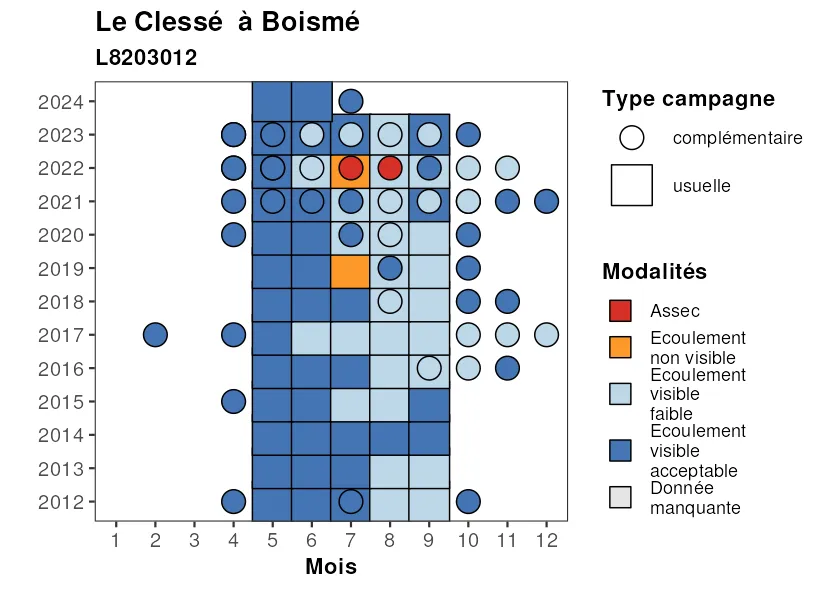 Le Clessé  à Boismé
L8203012
2024
2023
2022
2021
2020
2019
2018
2017
2016
2015
2014
2013
2012
1 2 3 4 5 6 7 8 9 10 11 12
Mois
Type campagne
complémentaire
usuelle
Modalités
Assec
Ecoulement
non visible
Ecoulement
visible
faible
Ecoulement
visible
acceptable
Donnée
manquante